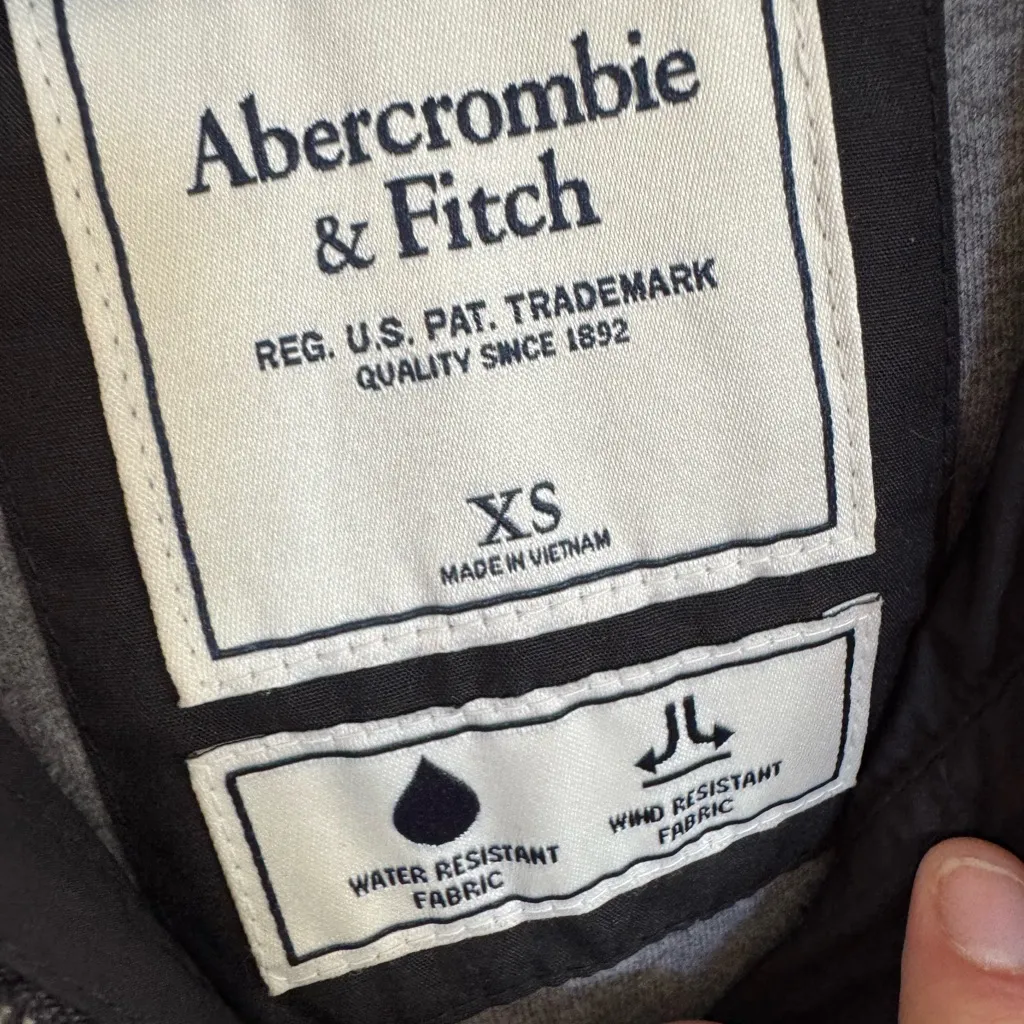 Abercrombie
& Fitch
REG. U.S. PAT. TRADEMARK
QUALITY SINCE 1892
XS
MADE IN VIETNAM
WATER RESISTANT
FABRIC
WIND RESISTANT
FABRIC